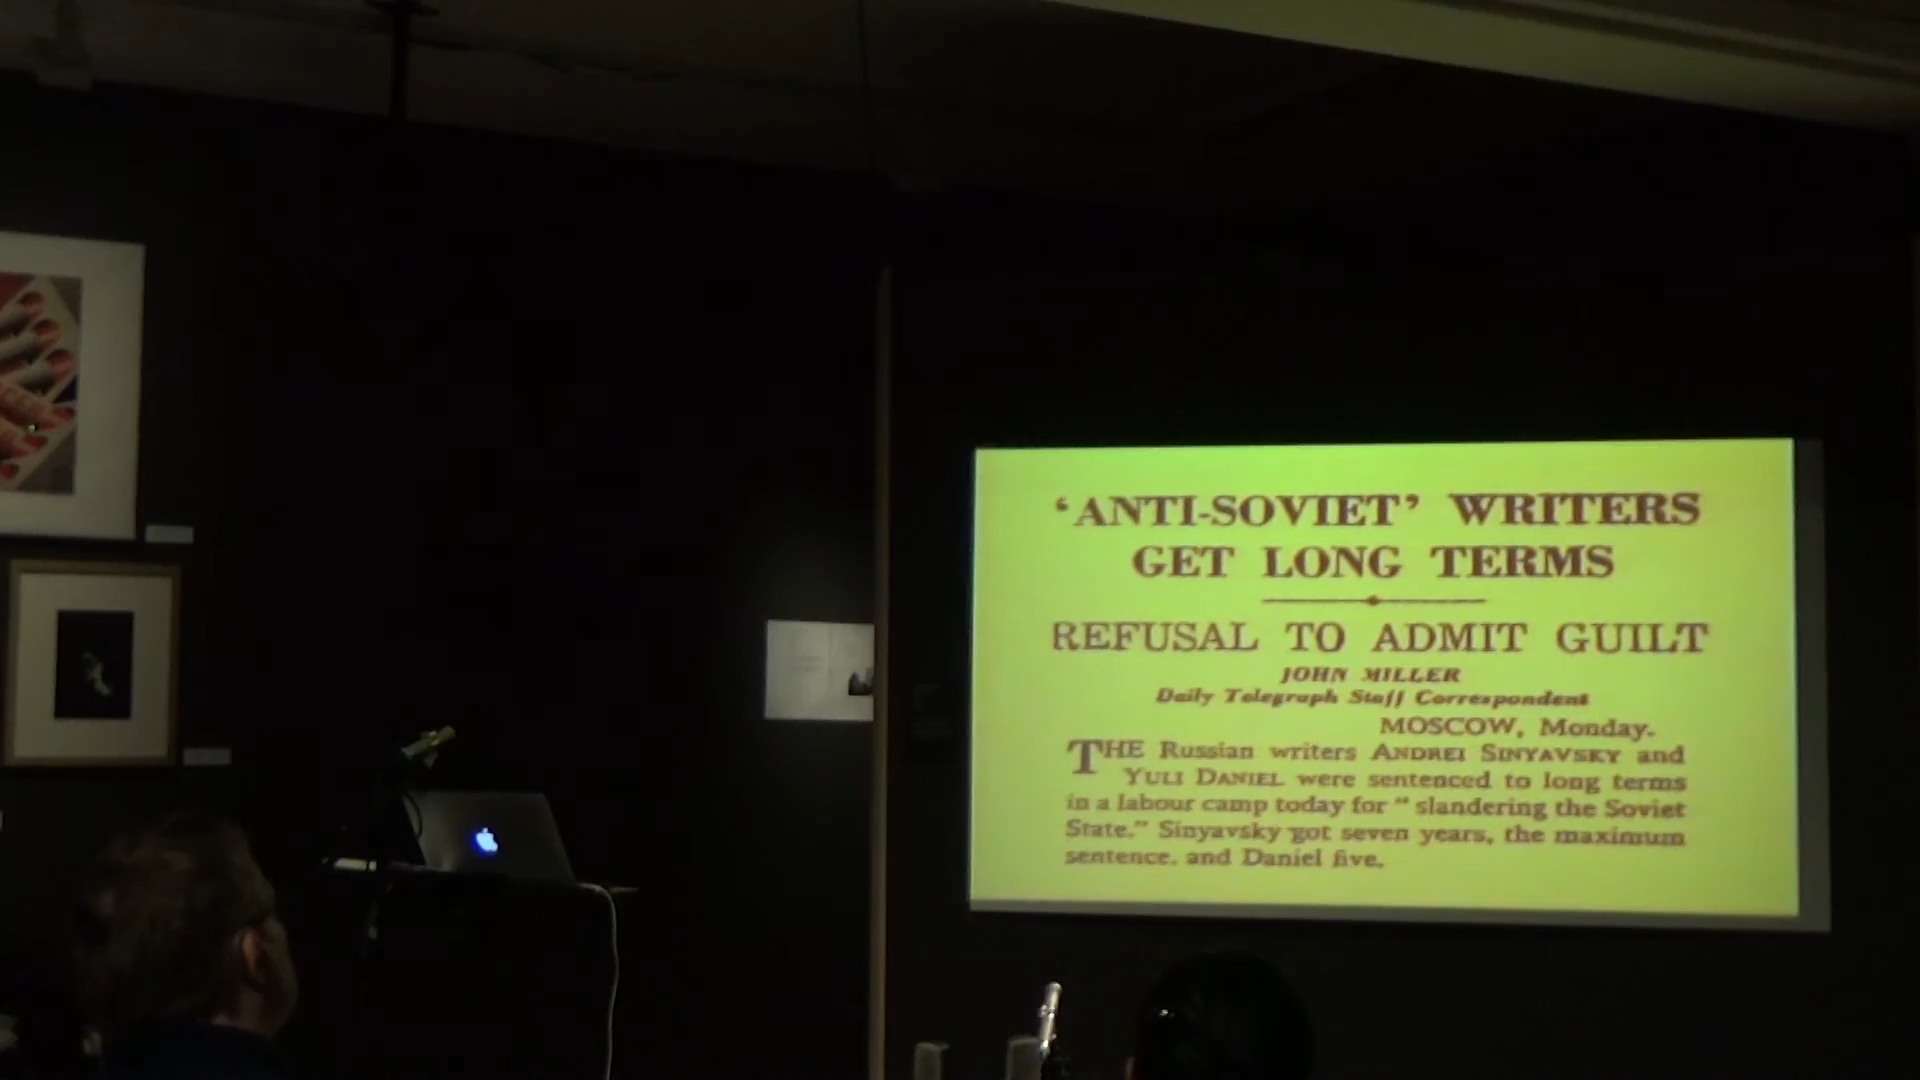 ‘ANTI-SOVIET’ WRITERS
GET LONG TERMS
REFUSAL TO ADMIT GUILT
JOHN MILLER
Daily Telegraph Staff Correspondent
MOSCOW, Monday.
THE Russian writers ANDREI SINYAVSKY and
YULI DANIEL were sentenced to long terms
in a labour camp today for “ slandering the Soviet
State.” Sinyavsky got seven years, the maximum
sentence, and Daniel five.